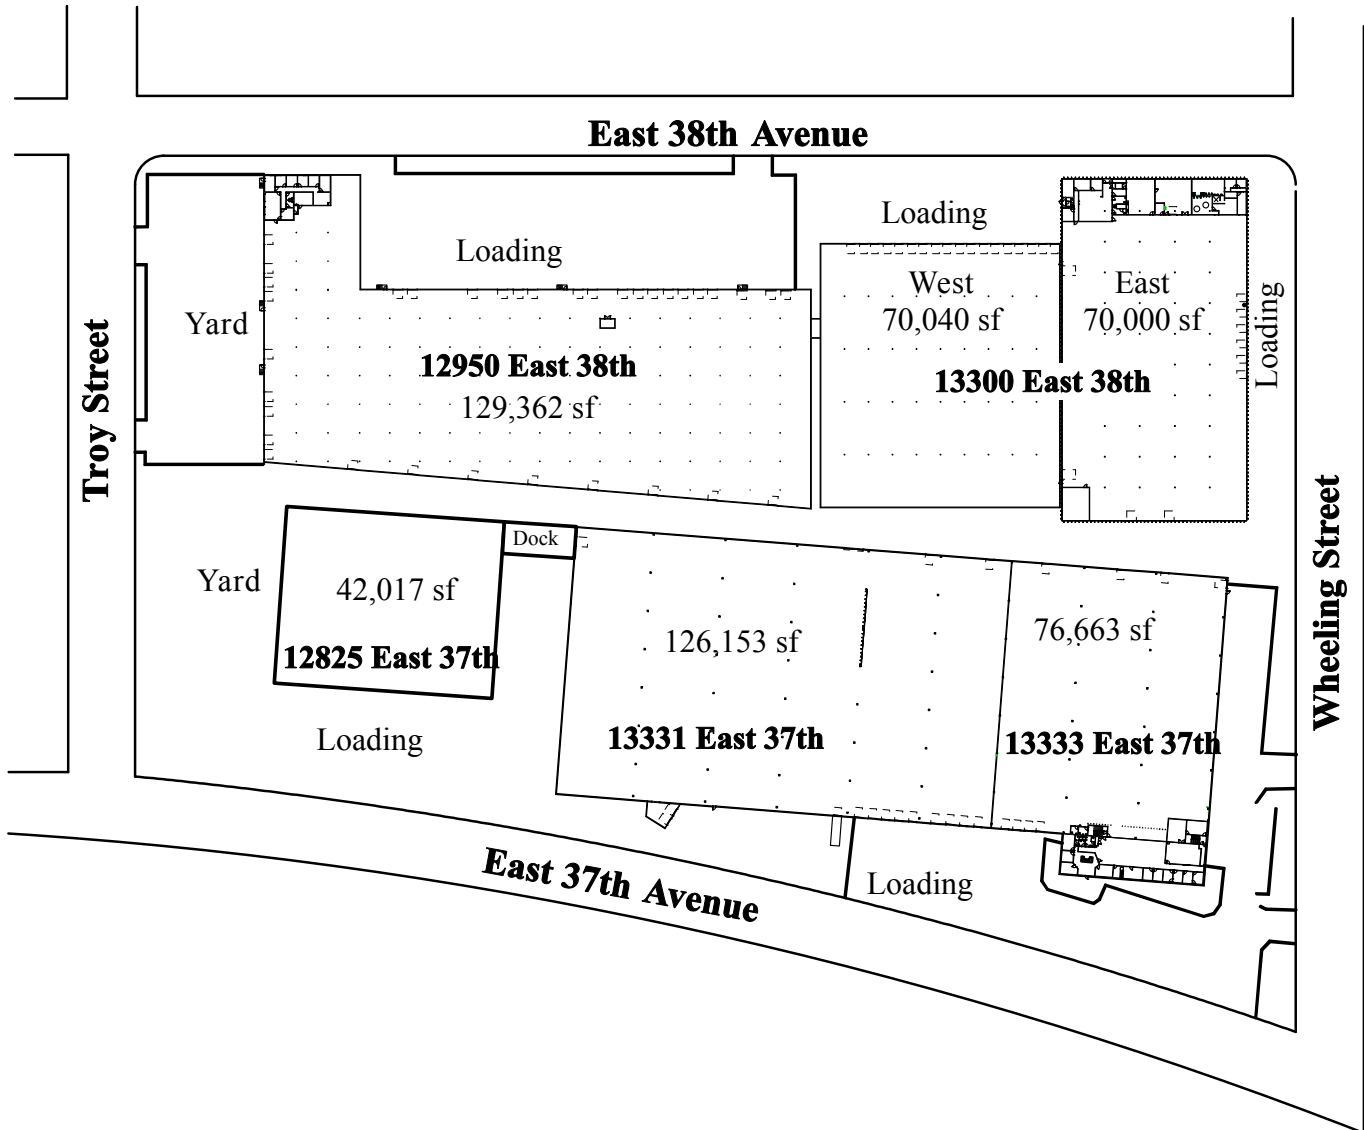 East 38th Avenue
Loading
Loading
West
70,040 sf
East
70,000 sf
Loading
Yard
12950 East 38th
129,362 sf
13300 East 38th
Troy Street
Wheeling Street
Dock
Yard
42,017 sf
12825 East 37th
126,153 sf
76,663 sf
13331 East 37th
13333 East 37th
Loading
East 37th Avenue
Loading